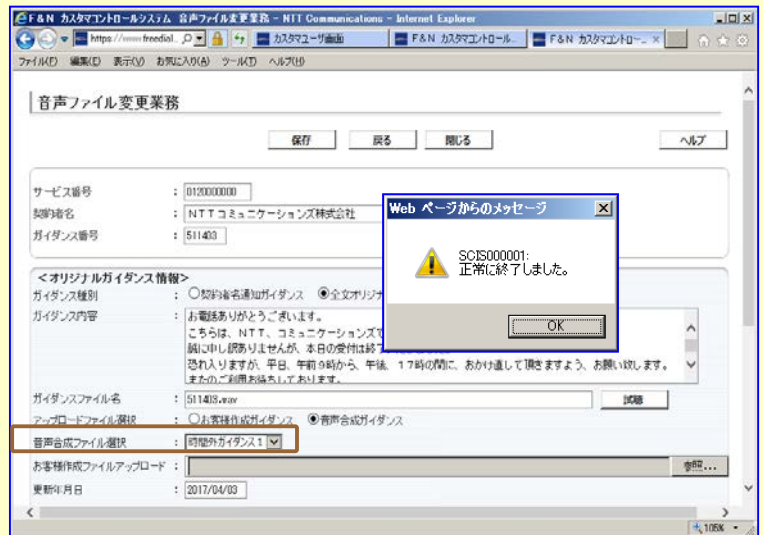 F&N カスタマコントロールシステム 音声ファイル変更業務 - NTT Communications - Internet Explorer
カスタマユーザ画面
F&N カスタマコントロール...
F&N カスタマコントロー... ×
ファイル(F) 編集(E) 表示(V) お気に入り(A) ツール(T) ヘルプ(H)
音声ファイル変更業務
保存 戻る 閉じる ヘルプ
サービス番号 : 0120000000
契約者名 : NTTコミュニケーションズ株式会社
ガイダンス番号 : 511403
Web ページからのメッセージ
SCIS000001:
正常に終了しました。
OK
<オリジナルガイダンス情報>
ガイダンス種別 : 契約者名通知ガイダンス 全文オリジナ
ガイダンス内容 : お電話ありがとうございます。
こちらは、NTT、コミュニケーションズで
誠に申し訳ありませんが、本日の受付は終了
恐れ入りますが、平日、午前9時から、午後、17時の間に、おかけ直して頂きますよう、お願い致します。
またのご利用お待ちしております。
ガイダンスファイル名 : 511403.wav 試聴
アップロードファイル選択 : お客様作成ガイダンス 音声合成ガイダンス
音声合成ファイル選択 : 時間外ガイダンス1
お客様作成ファイルアップロード : 参照...
更新年月日 : 2017/04/03
105%